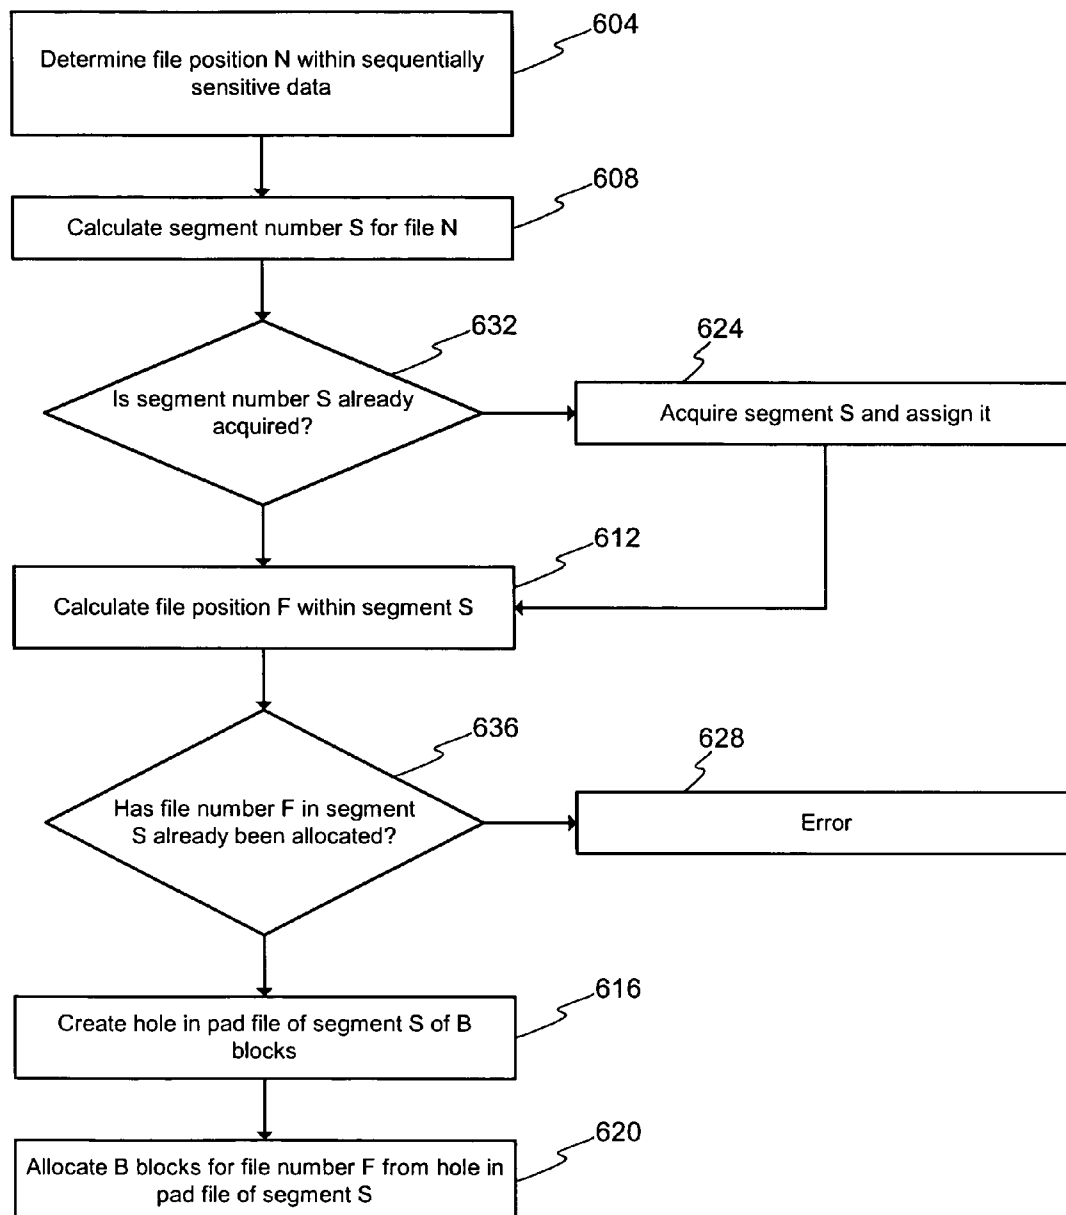 604
Determine file position N within sequentially
sensitive data
608
Calculate segment number S for file N
632
Is segment number S already
acquired?
624
Acquire segment S and assign it
612
Calculate file position F within segment S
636
Has file number F in segment
S already been allocated?
628
Error
616
Create hole in pad file of segment S of B
blocks
620
Allocate B blocks for file number F from hole in
pad file of segment S